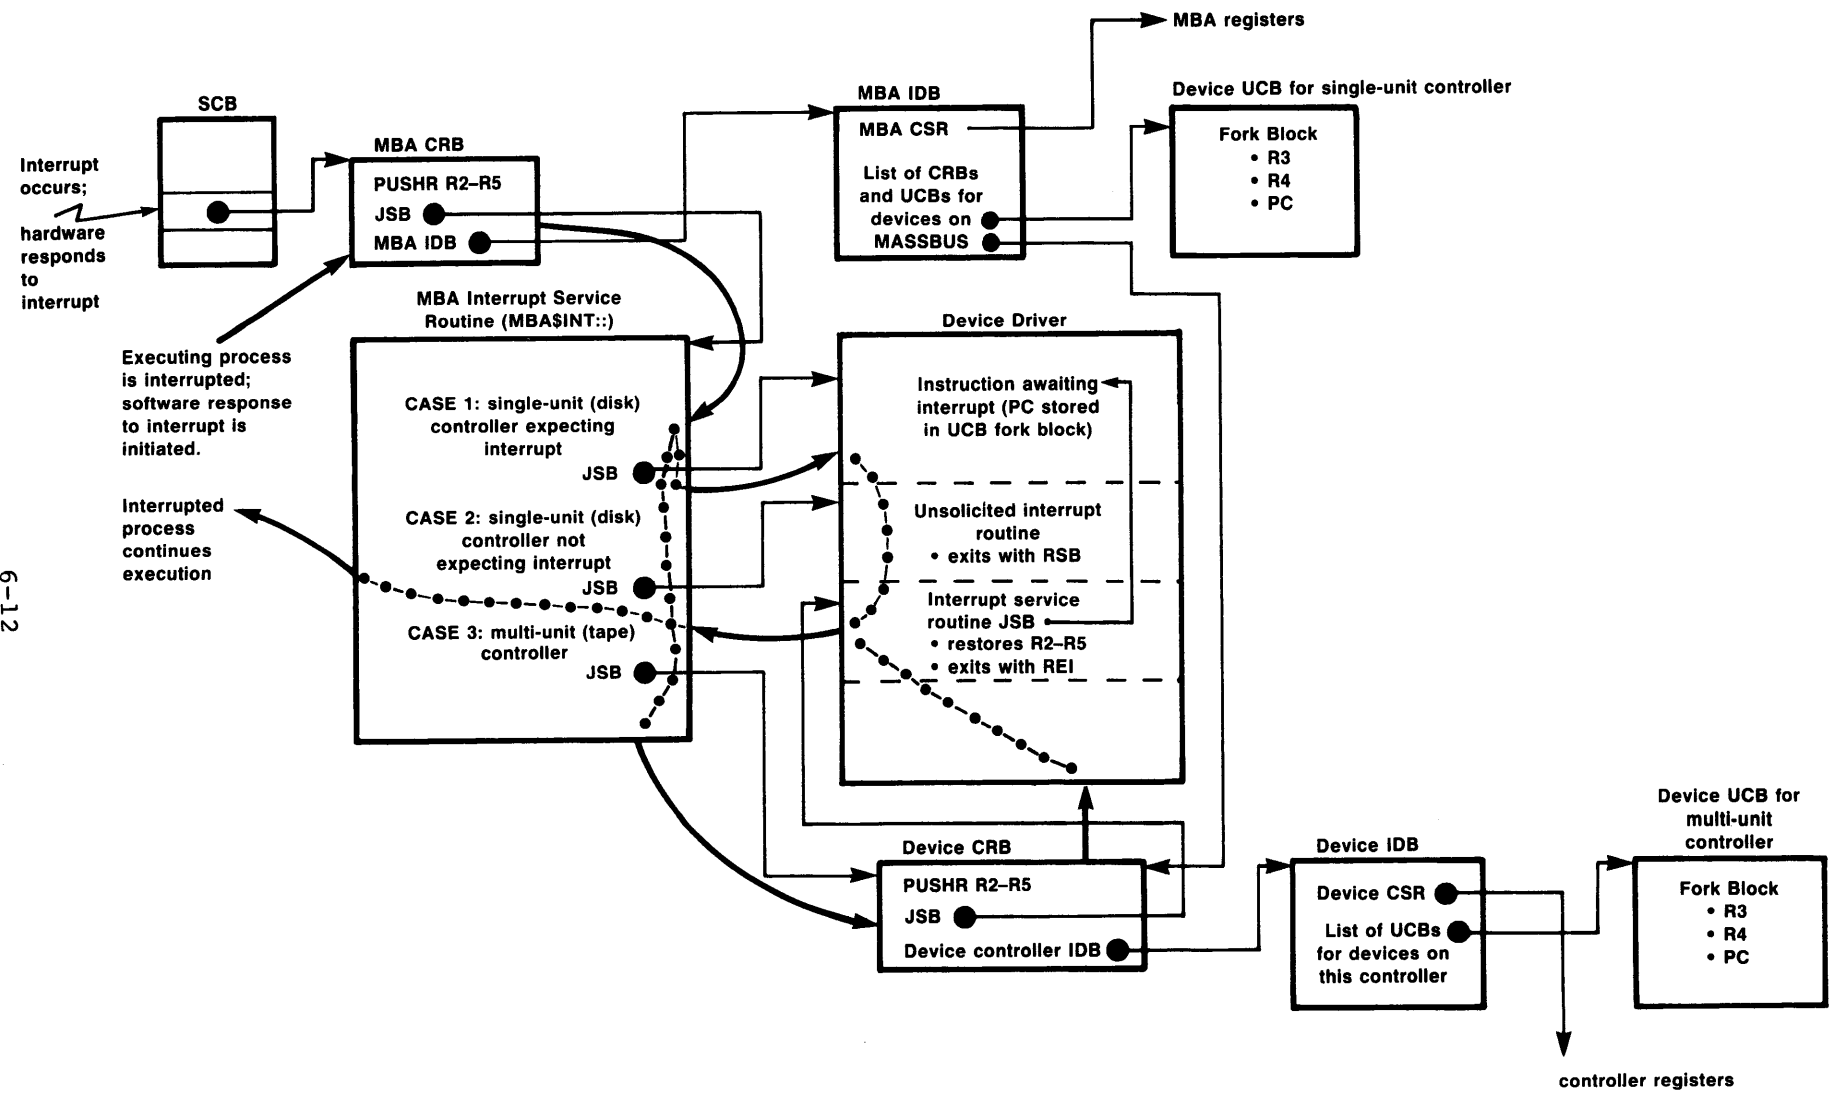 MBA registers
SCB
MBA IDB
Device UCB for single-unit controller
MBA CSR
Fork Block
• R3
• R4
• PC
MBA CRB
Interrupt
occurs;
hardware
responds
to
interrupt
PUSHR R2–R5
JSB
MBA IDB
List of CRBs
and UCBs for
devices on
MASSBUS
MBA Interrupt Service
Routine (MBA$INT::)
Device Driver
Executing process
is interrupted;
software response
to interrupt is
initiated.
CASE 1: single-unit (disk)
controller expecting
interrupt
JSB
Instruction awaiting
interrupt (PC stored
in UCB fork block)
Interrupted
process
continues
execution
CASE 2: single-unit (disk)
controller not
expecting interrupt
JSB
Unsolicited interrupt
routine
• exits with RSB
CASE 3: multi-unit (tape)
controller
JSB
Interrupt service
routine JSB
• restores R2–R5
• exits with REI
6-12
Device CRB
PUSHR R2–R5
JSB
Device controller IDB
Device IDB
Device CSR
List of UCBs
for devices on
this controller
Device UCB for
multi-unit
controller
Fork Block
• R3
• R4
• PC
controller registers